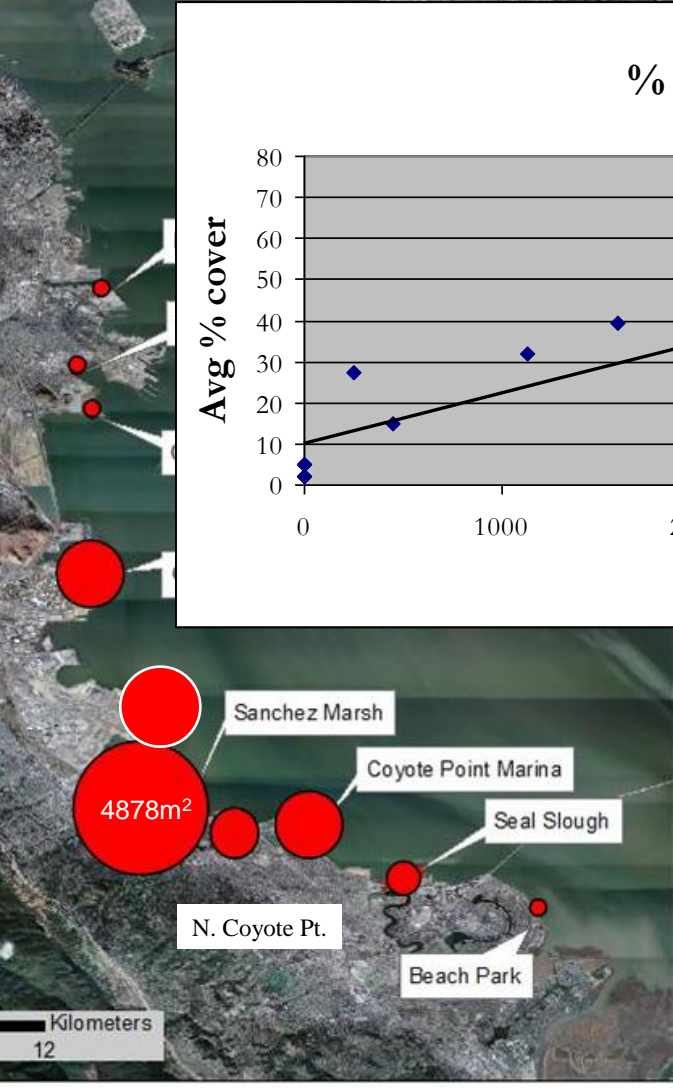 %
Avg % cover
80
70
60
50
40
30
20
10
0
0
1000
Sanchez Marsh
Coyote Point Marina
4878m²
Seal Slough
N. Coyote Pt.
Beach Park
Kilometers
12